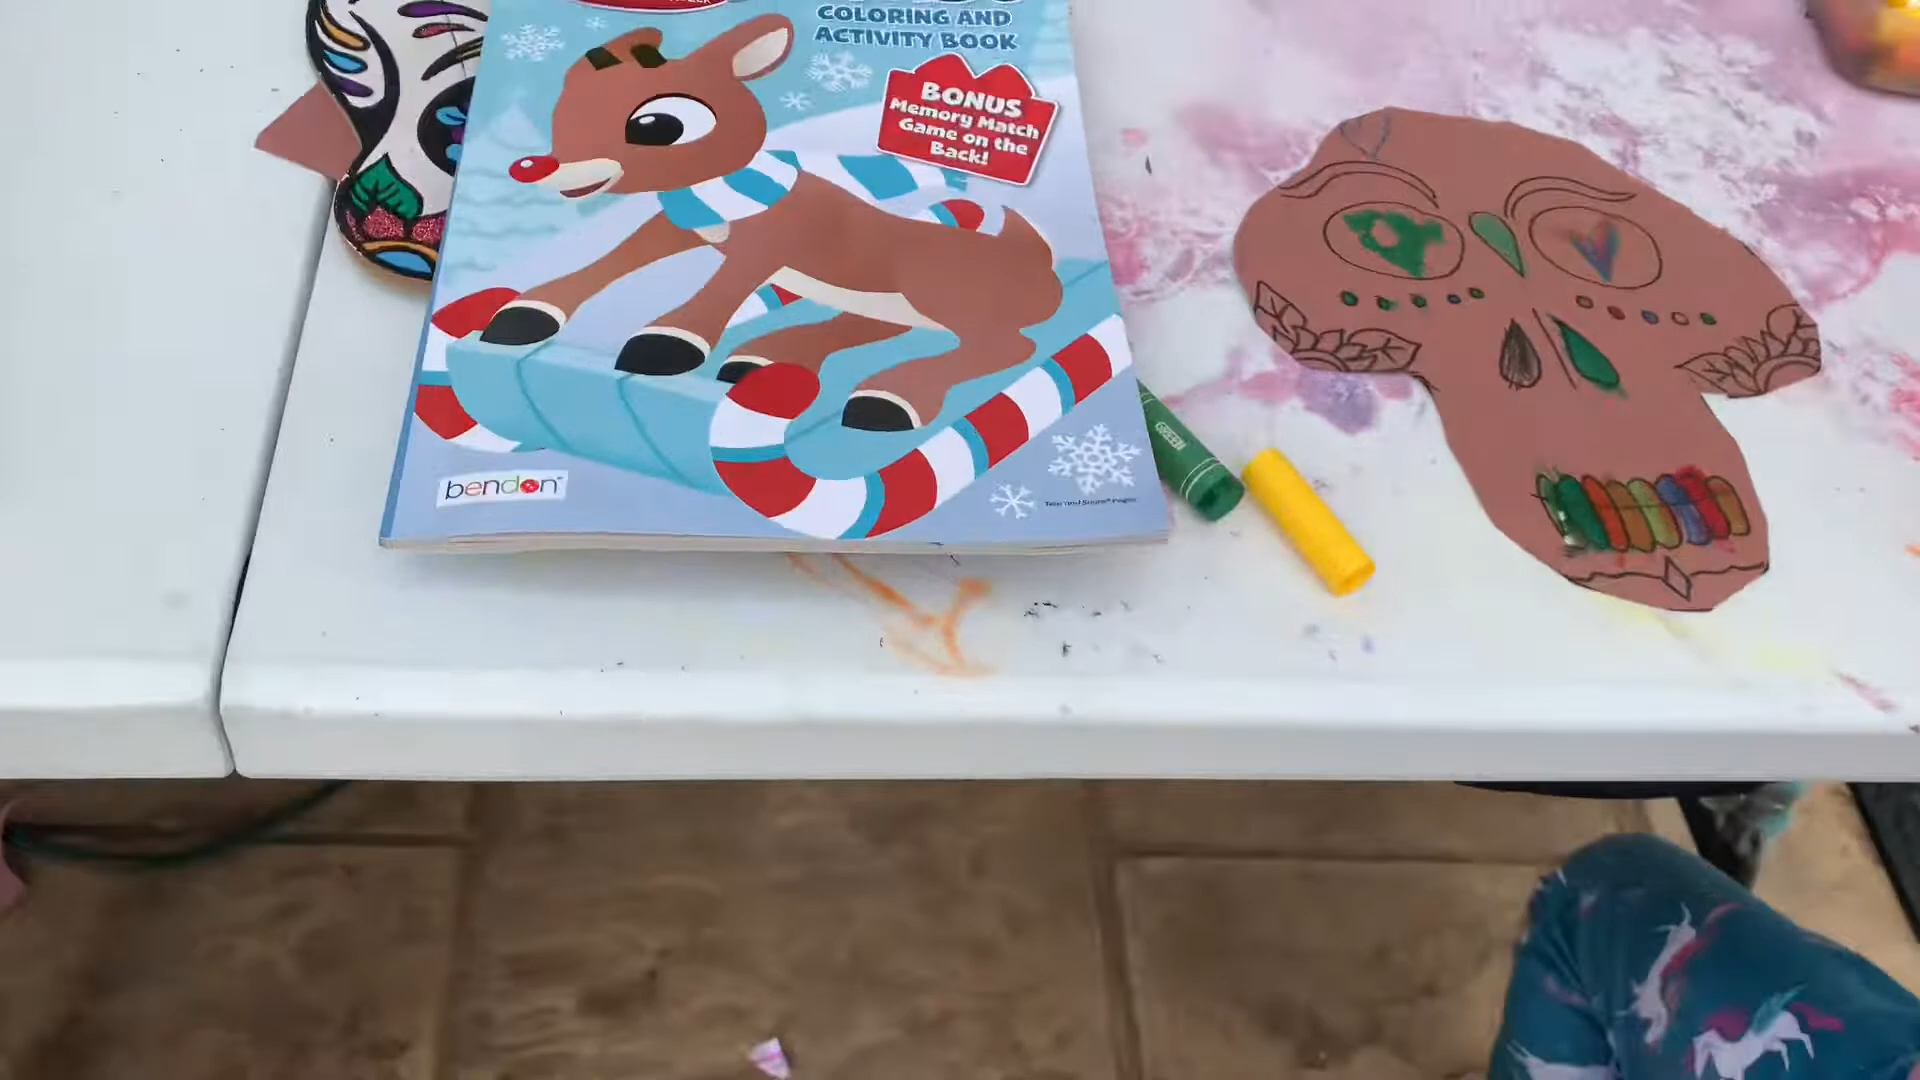 COLORING AND
ACTIVITY BOOK
BONUS
Memory Match
Game on the
Back!
bendon
GREEN